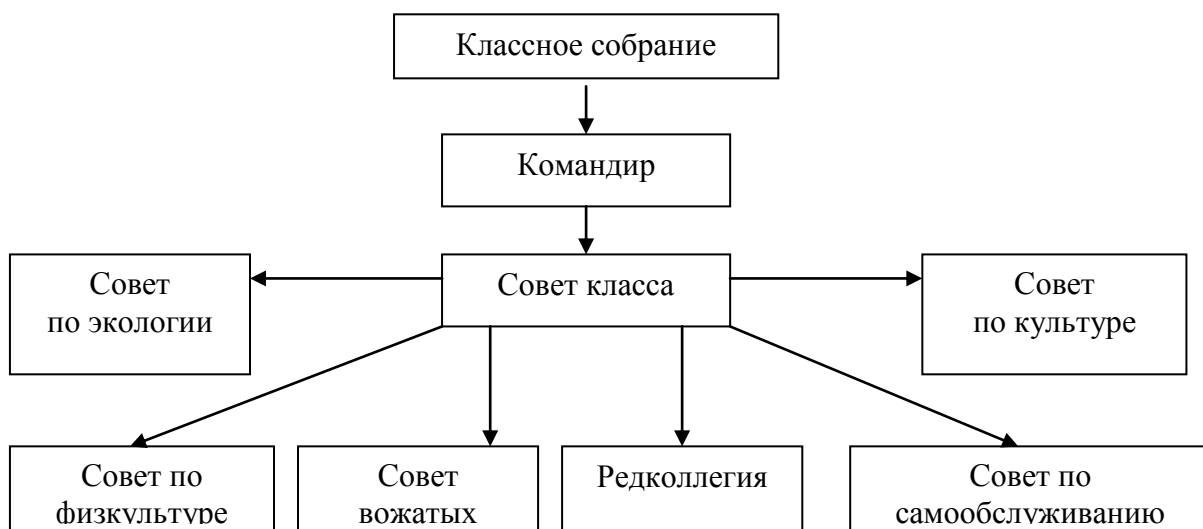 Классное собрание
Командир
Совет класса
Совет
по экологии
Совет
по культуре
Совет по
физкультуре
Совет
вожатых
Редколлегия
Совет по
самообслуживанию